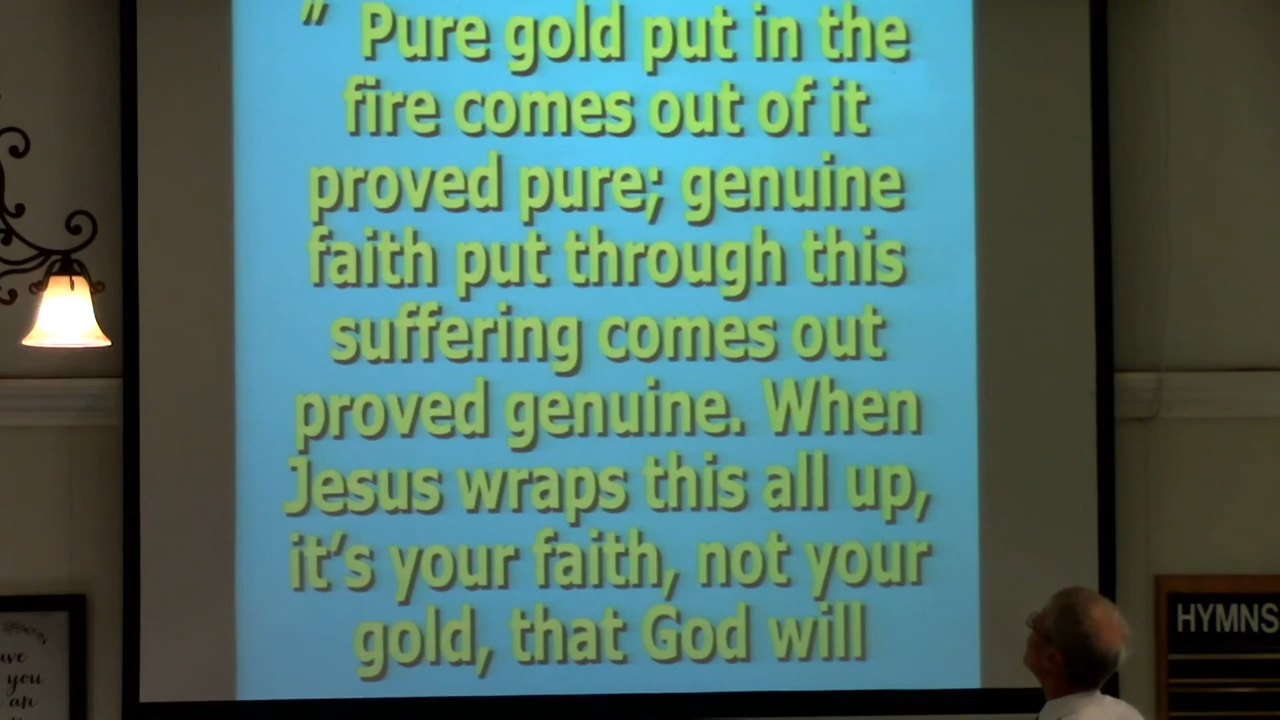 " Pure gold put in the
fire comes out of it
proved pure; genuine
faith put through this
suffering comes out
proved genuine. When
Jesus wraps this all up,
it's your faith, not your
gold, that God will
HYMNS
you
an